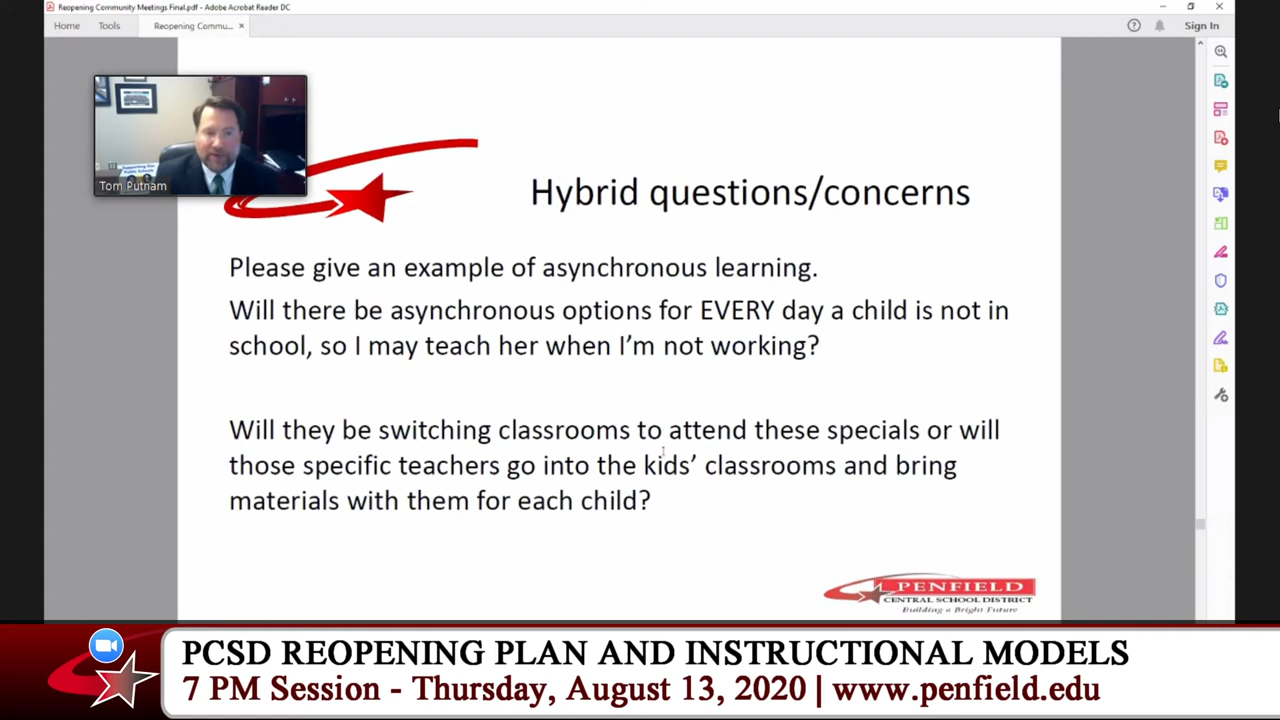 Reopening Community Meetings Final.pdf - Adobe Acrobat Reader DC
Home Tools Reopening Commu... × Sign In
Tom Putnam
Hybrid questions/concerns
Please give an example of asynchronous learning.
Will there be asynchronous options for EVERY day a child is not in
school, so I may teach her when I’m not working?
Will they be switching classrooms to attend these specials or will
those specific teachers go into the kids’ classrooms and bring
materials with them for each child?
PENFIELD
CENTRAL SCHOOL DISTRICT
Building a Bright Future
PCSD REOPENING PLAN AND INSTRUCTIONAL MODELS
7 PM Session - Thursday, August 13, 2020 | www.penfield.edu